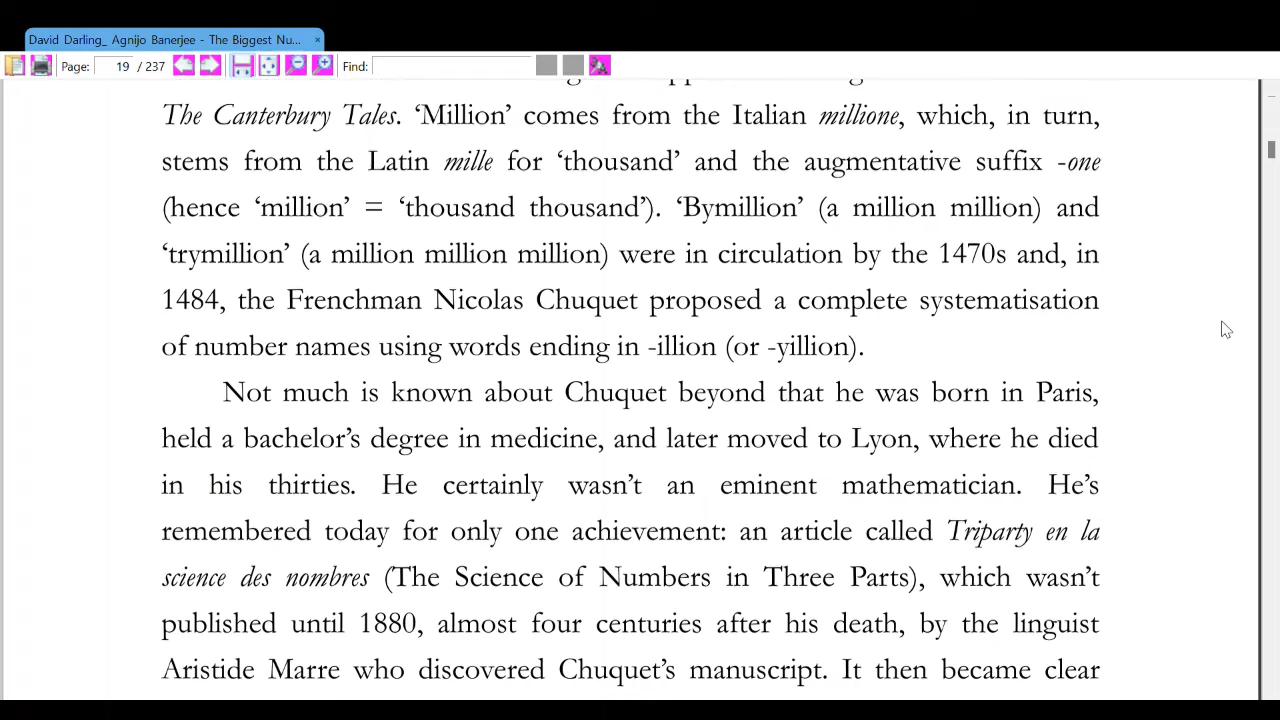 David Darling_ Agnijo Banerjee - The Biggest Nu... ×
Page: 19 / 237 Find:
The Canterbury Tales. ‘Million’ comes from the Italian millione, which, in turn,
stems from the Latin mille for ‘thousand’ and the augmentative suffix -one
(hence ‘million’ = ‘thousand thousand’). ‘Bymillion’ (a million million) and
‘trymillion’ (a million million million) were in circulation by the 1470s and, in
1484, the Frenchman Nicolas Chuquet proposed a complete systematisation
of number names using words ending in -illion (or -yillion).
Not much is known about Chuquet beyond that he was born in Paris,
held a bachelor’s degree in medicine, and later moved to Lyon, where he died
in his thirties. He certainly wasn’t an eminent mathematician. He’s
remembered today for only one achievement: an article called Triparty en la
science des nombres (The Science of Numbers in Three Parts), which wasn’t
published until 1880, almost four centuries after his death, by the linguist
Aristide Marre who discovered Chuquet’s manuscript. It then became clear